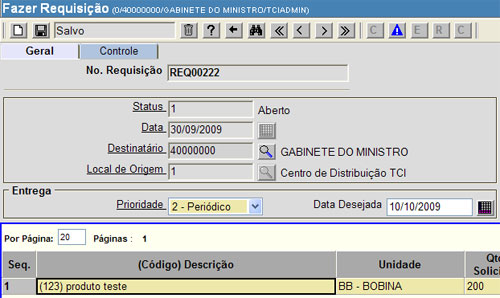 Fazer Requisição (0/40000000/GABINETE DO MINISTRO/TCIADMIN)
Salvo ? C E R C
Geral Controle
No. Requisição REQ00222
Status 1 Aberto
Data 30/09/2009
Destinatário 40000000 GABINETE DO MINISTRO
Local de Origem 1 Centro de Distribuição TCI
Entrega
Prioridade 2 - Periódico Data Desejada 10/10/2009
Por Página: 20 Páginas : 1
Seq. (Código) Descrição Unidade Qtd Solici
1 (123) produto teste BB - BOBINA 200